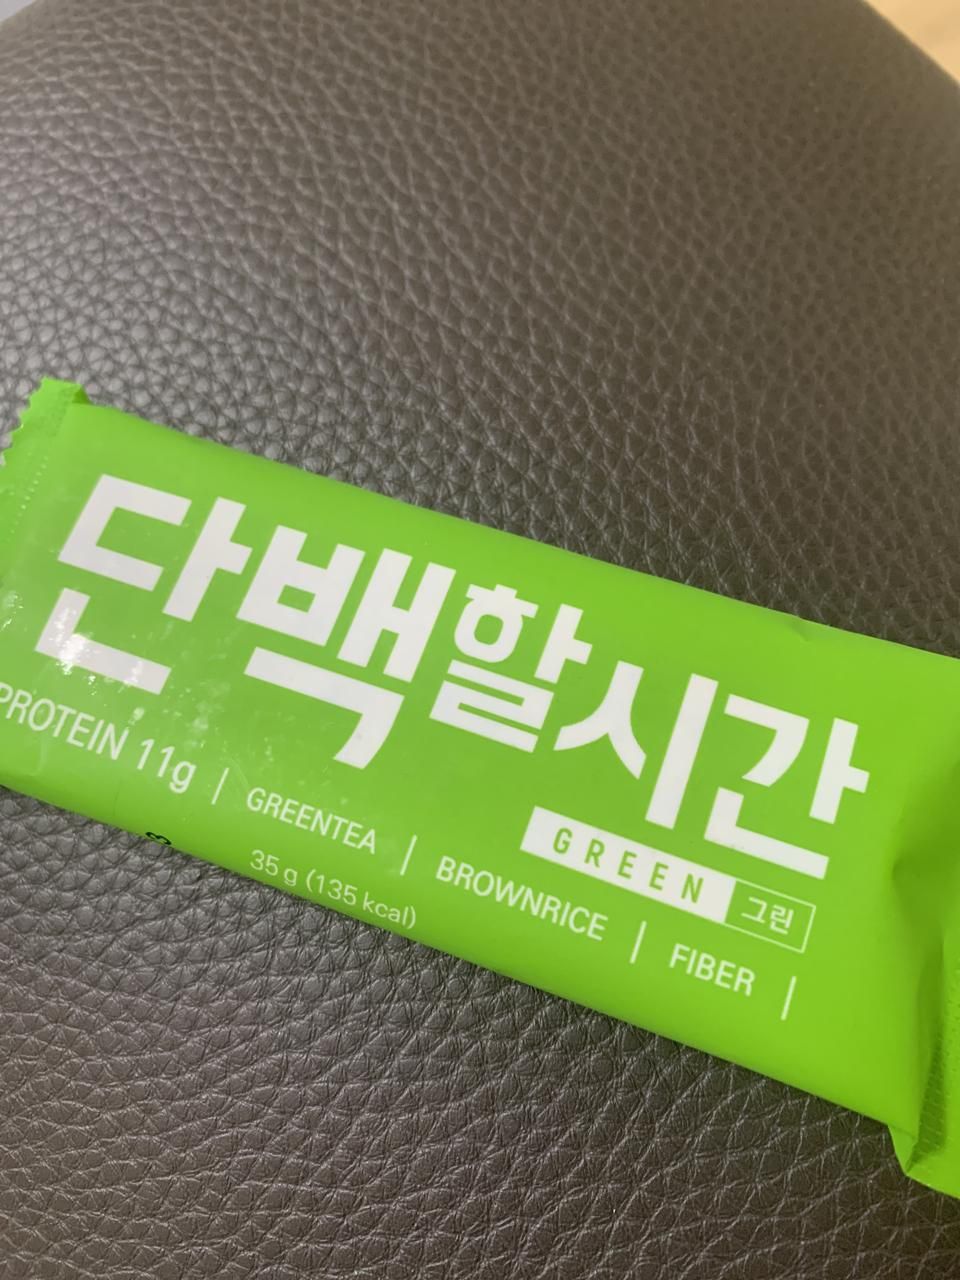 단백할시간
GREEN 그린
PROTEIN 11g | GREENTEA | BROWNRICE | FIBER |
35 g (135 kcal)